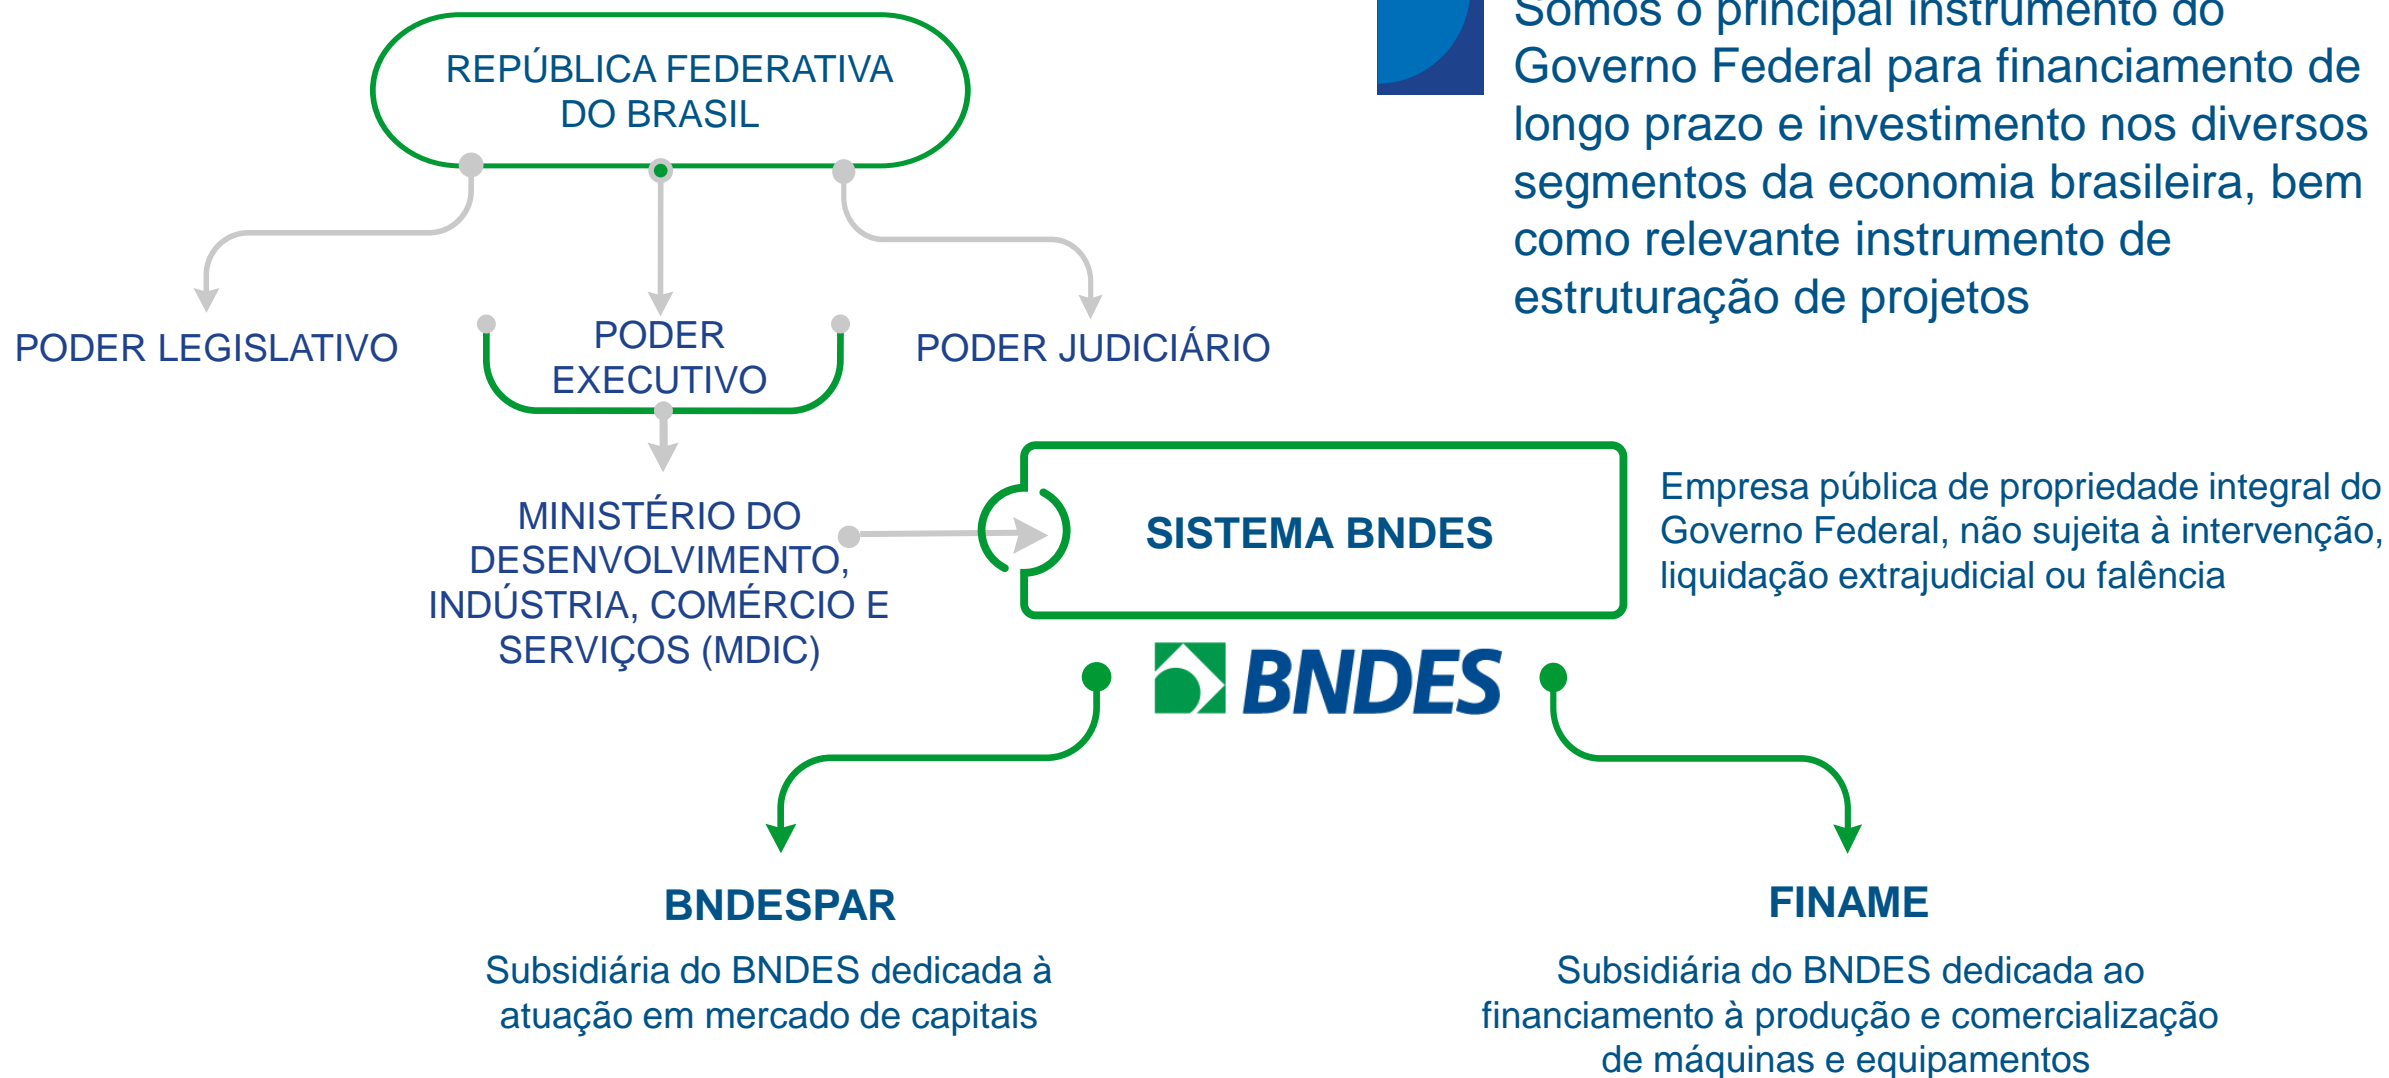 Somos o principal instrumento do
Governo Federal para financiamento de
longo prazo e investimento nos diversos
segmentos da economia brasileira, bem
como relevante instrumento de
estruturação de projetos
REPÚBLICA FEDERATIVA
DO BRASIL
PODER LEGISLATIVO
PODER
EXECUTIVO
PODER JUDICIÁRIO
MINISTÉRIO DO
DESENVOLVIMENTO,
INDÚSTRIA, COMÉRCIO E
SERVIÇOS (MDIC)
SISTEMA BNDES
Empresa pública de propriedade integral do
Governo Federal, não sujeita à intervenção,
liquidação extrajudicial ou falência
BNDES
BNDESPAR
Subsidiária do BNDES dedicada à
atuação em mercado de capitais
FINAME
Subsidiária do BNDES dedicada ao
financiamento à produção e comercialização
de máquinas e equipamentos